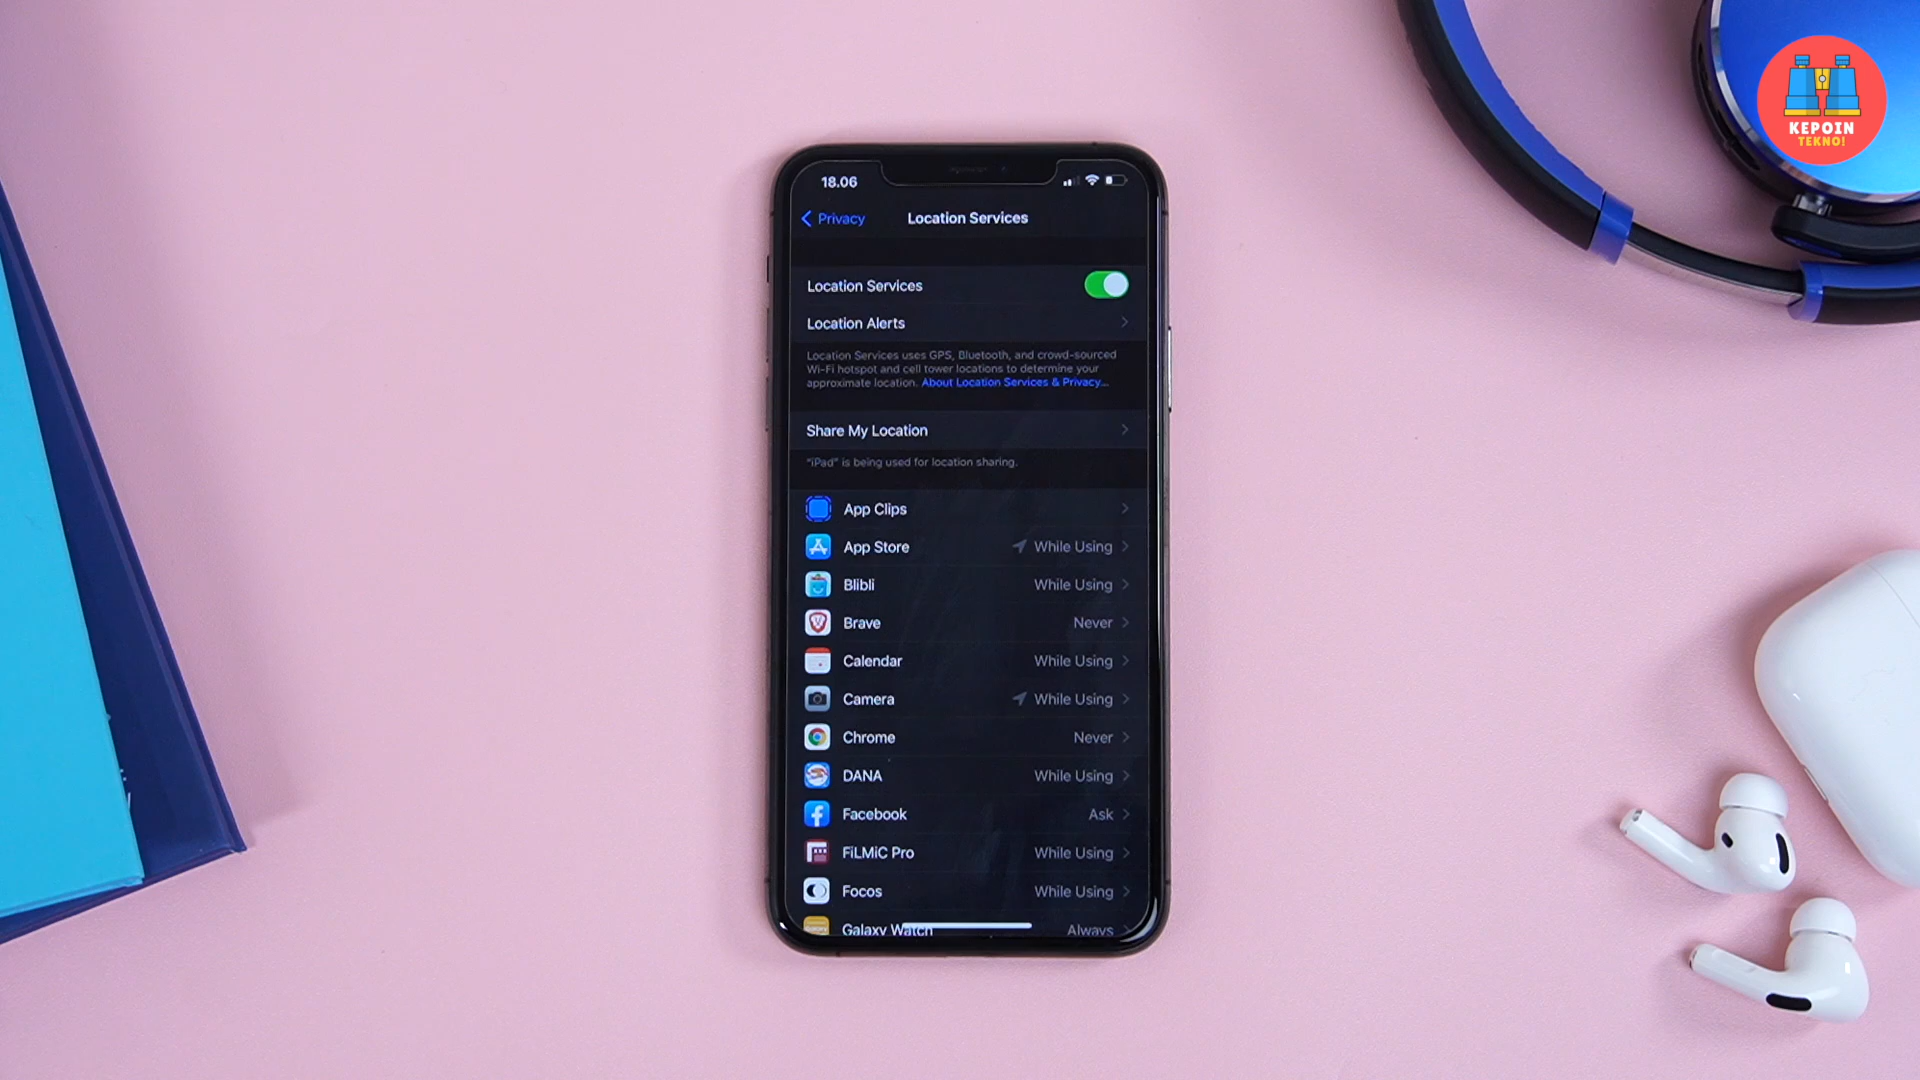 KEPOIN
TEKNO!
18.06
Privacy
Location Services
Location Services
Location Alerts
Location Services uses GPS, Bluetooth, and crowd-sourced
Wi-Fi hotspot and cell tower locations to determine your
approximate location. About Location Services & Privacy...
Share My Location
"iPad" is being used for location sharing.
App Clips
App Store While Using
Blibli While Using
Brave Never
Calendar While Using
Camera While Using
Chrome Never
DANA While Using
Facebook Ask
FiLMiC Pro While Using
Focos While Using
Galaxy Watch Always